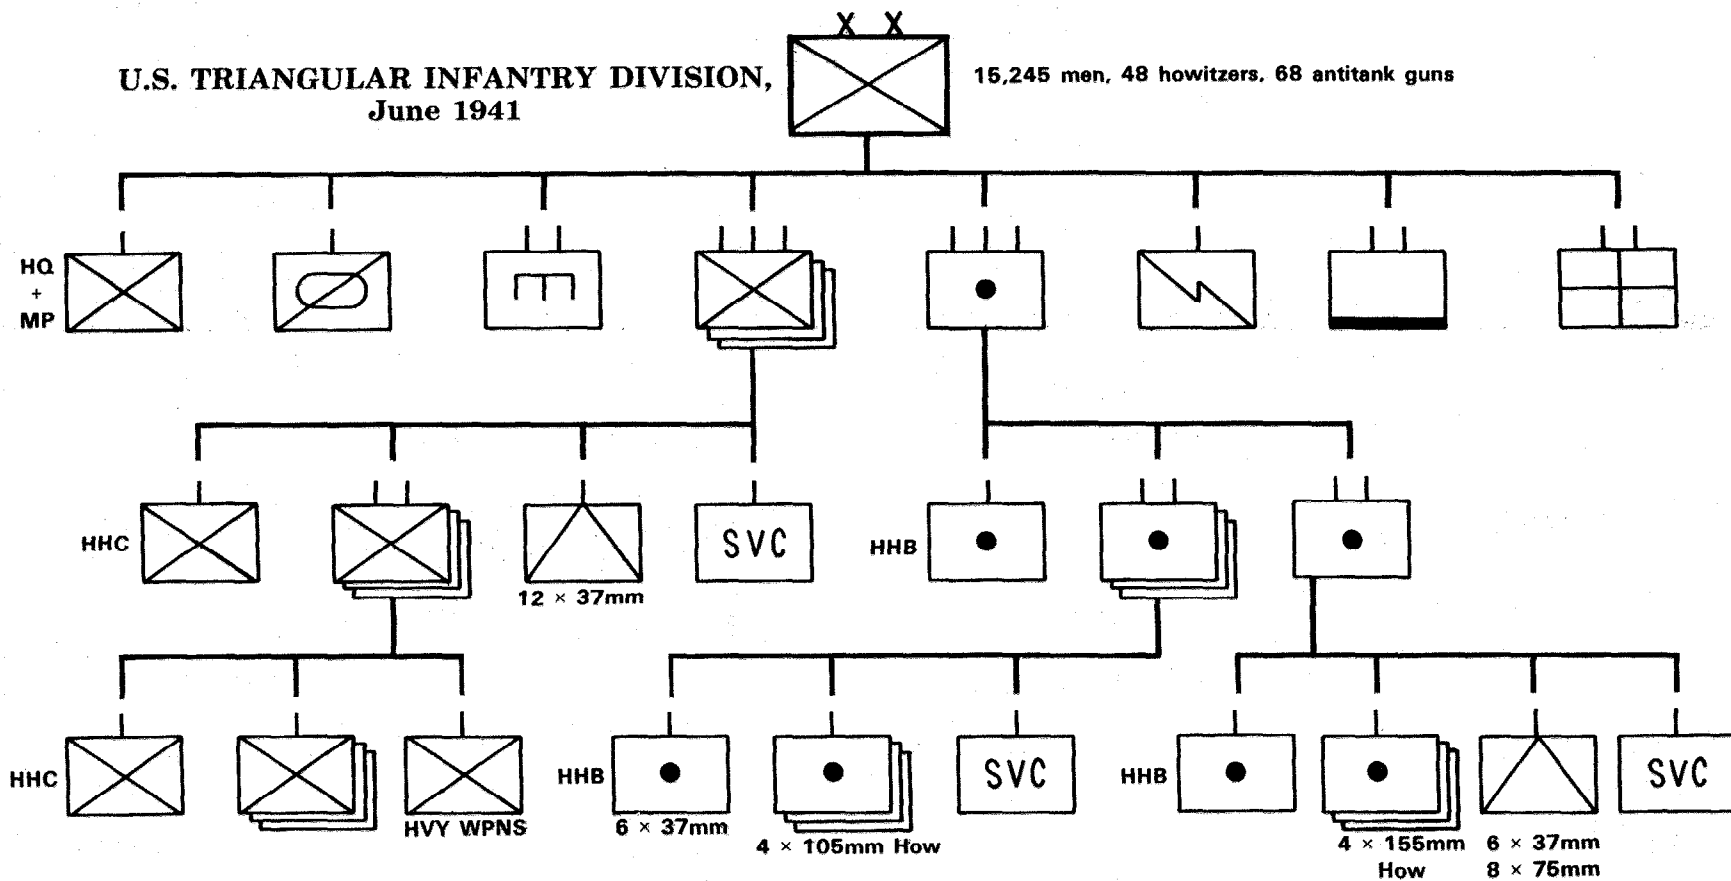 X X
U.S. TRIANGULAR INFANTRY DIVISION,
June 1941
15,245 men, 48 howitzers, 68 antitank guns
HQ
+
MP
HHC
12 × 37mm
SVC
HHB
HHC
HVY WPNS
HHB
6 × 37mm
4 × 105mm How
SVC
HHB
4 × 155mm
How
6 × 37mm
8 × 75mm
SVC